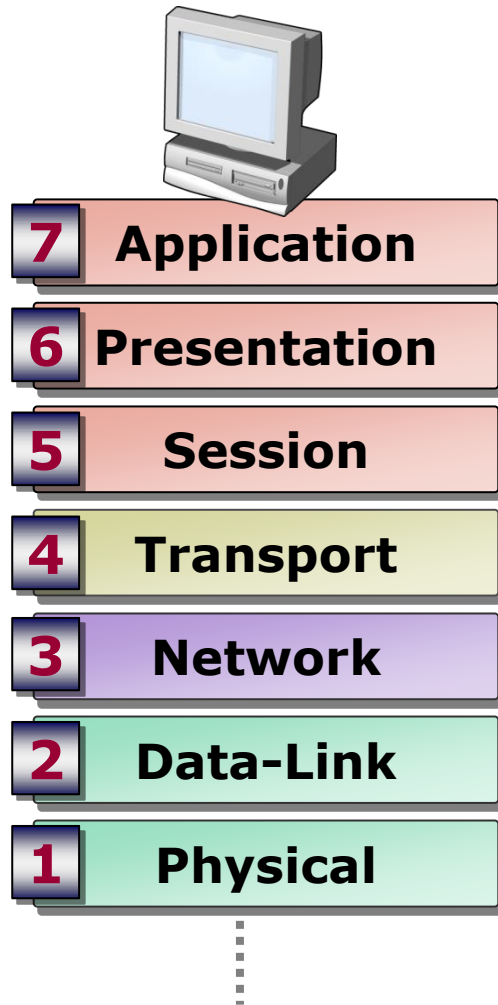 7 Application
6 Presentation
5 Session
4 Transport
3 Network
2 Data-Link
1 Physical